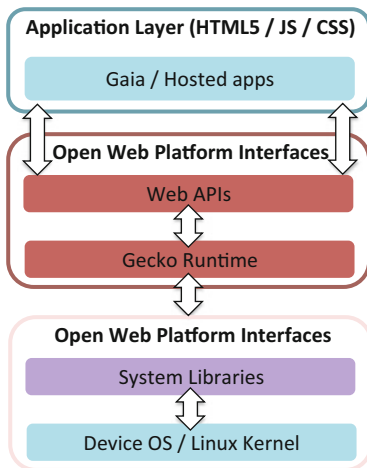 Application Layer (HTML5 / JS / CSS)
Gaia / Hosted apps
Open Web Platform Interfaces
Web APIs
Gecko Runtime
Open Web Platform Interfaces
System Libraries
Device OS / Linux Kernel